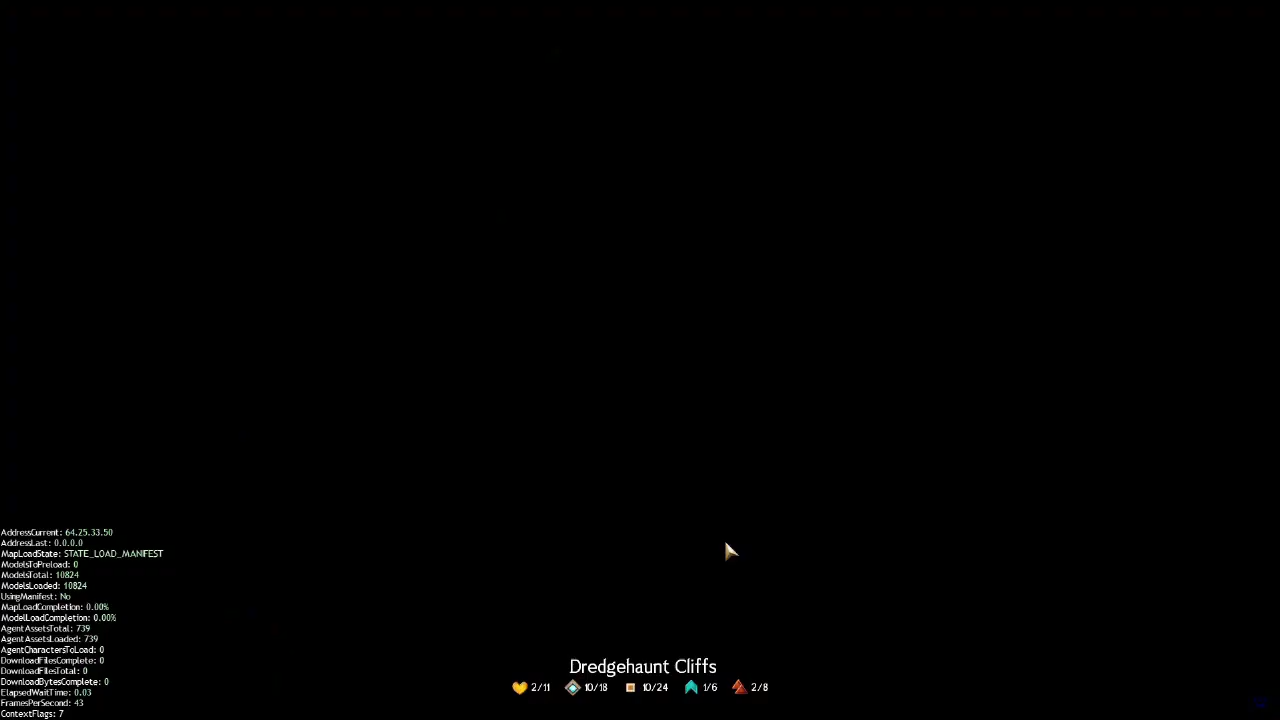 AddressCurrent: 64.25.33.50
AddressLast: 0.0.0.0
MapLoadState: STATE_LOAD_MANIFEST
ModelsToPreload: 0
ModelsTotal: 10824
ModelsLoaded: 10824
UsingManifest: No
MapLoadCompletion: 0.00%
ModelLoadCompletion: 0.00%
AgentAssetsTotal: 739
AgentAssetsLoaded: 739
AgentCharactersToLoad: 0
DownloadFilesComplete: 0
DownloadFilesTotal: 0
DownloadBytesComplete: 0
ElapsedWaitTime: 0.03
FramesPerSecond: 43
ContextFlags: 7
Dredgehaunt Cliffs
2/11 10/18 10/24 1/6 2/8